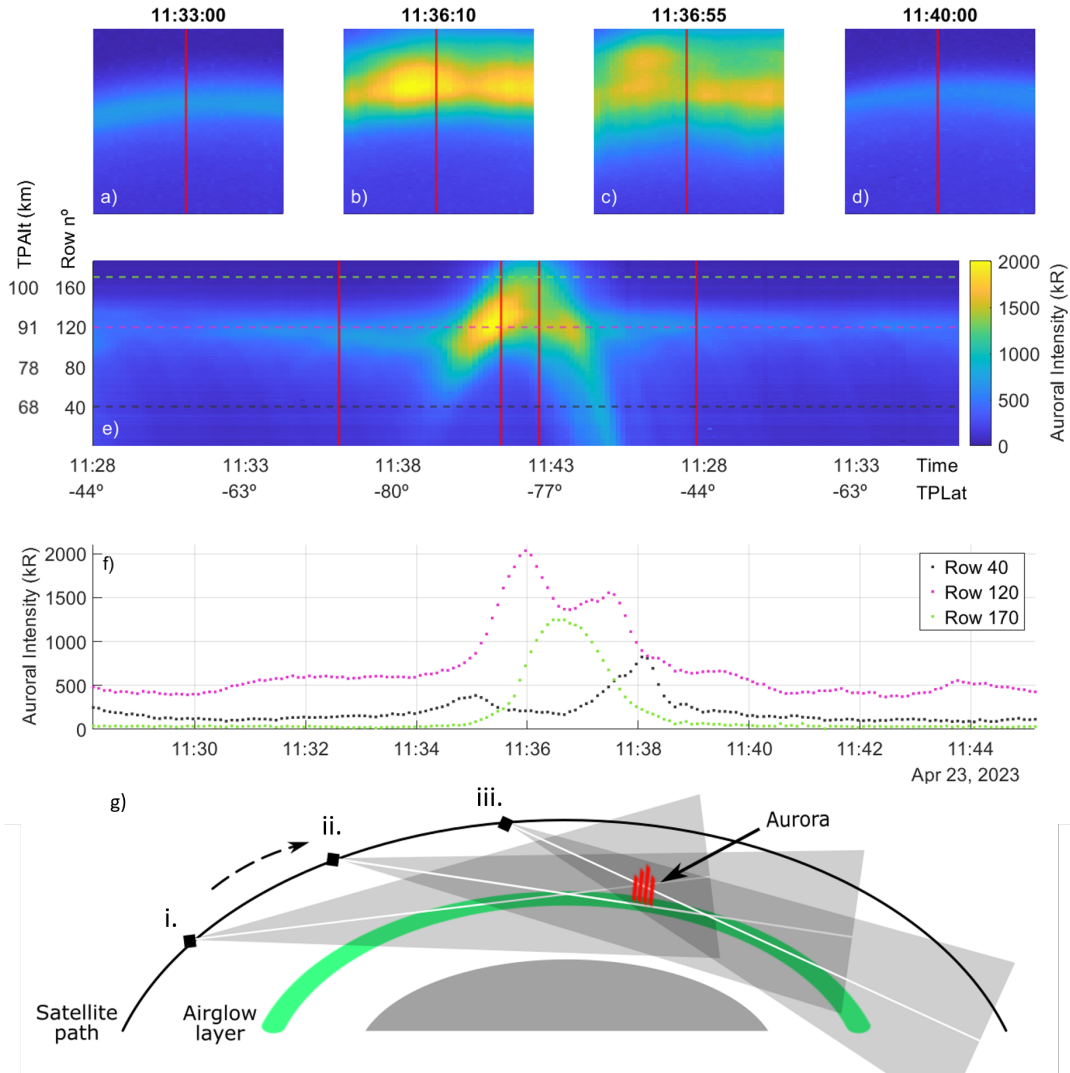 11:33:00 11:36:10 11:36:55 11:40:00
a) b) c) d)
TPAlt (km) Row nº
100 160
91 120
78 80
68 40
e)
2000
1500
1000
500
0
Auroral Intensity (kR)
11:28 11:33 11:38 11:43 11:28 11:33 Time
-44º -63º -80º -77º -44º -63º TPLat
f)
Auroral Intensity (kR)
2000
1500
1000
500
0
Row 40
Row 120
Row 170
11:30 11:32 11:34 11:36 11:38 11:40 11:42 11:44
Apr 23, 2023
g)
i.
ii.
iii.
Aurora
Satellite
path
Airglow
layer